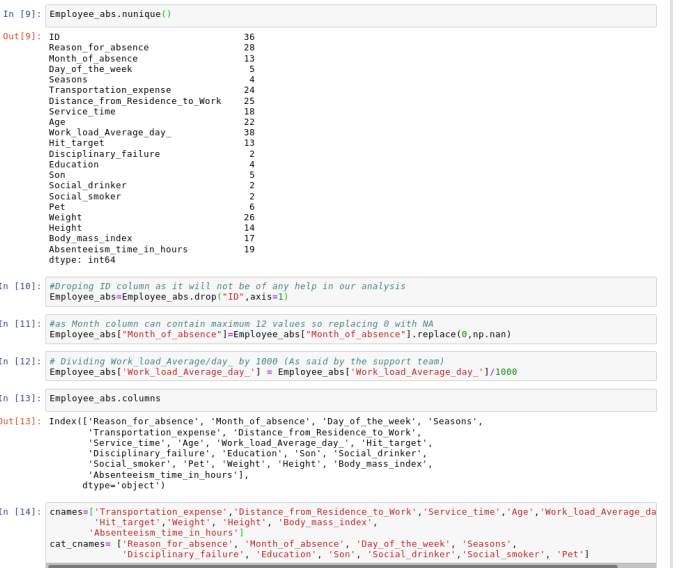 In [9]: Employee_abs.nunique()
Out[9]: ID 36
Reason_for_absence 28
Month_of_absence 13
Day_of_the_week 5
Seasons 4
Transportation_expense 24
Distance_from_Residence_to_Work 25
Service_time 18
Age 22
Work_load_Average_day_ 38
Hit_target 13
Disciplinary_failure 2
Education 4
Son 5
Social_drinker 2
Social_smoker 2
Pet 6
Weight 26
Height 14
Body_mass_index 17
Absenteeism_time_in_hours 19
dtype: int64
In [10]: #Droping ID column as it will not be of any help in our analysis
Employee_abs=Employee_abs.drop("ID",axis=1)
In [11]: #as Month column can contain maximum 12 values so replacing 0 with NA
Employee_abs["Month_of_absence"]=Employee_abs["Month_of_absence"].replace(0,np.nan)
In [12]: # Dividing Work_load_Average/day_ by 1000 (As said by the support team)
Employee_abs['Work_load_Average_day_'] = Employee_abs['Work_load_Average_day_']/1000
In [13]: Employee_abs.columns
Out[13]: Index(['Reason_for_absence', 'Month_of_absence', 'Day_of_the_week', 'Seasons',
'Transportation_expense', 'Distance_from_Residence_to_Work',
'Service_time', 'Age', 'Work_load_Average_day_', 'Hit_target',
'Disciplinary_failure', 'Education', 'Son', 'Social_drinker',
'Social_smoker', 'Pet', 'Weight', 'Height', 'Body_mass_index',
'Absenteeism_time_in_hours'],
dtype='object')
In [14]: cnames=['Transportation_expense','Distance_from_Residence_to_Work','Service_time','Age','Work_load_Average_da
'Hit_target','Weight', 'Height', 'Body_mass_index',
'Absenteeism_time_in_hours']
cat_cnames= ['Reason_for_absence', 'Month_of_absence', 'Day_of_the_week', 'Seasons',
'Disciplinary_failure', 'Education', 'Son', 'Social_drinker','Social_smoker', 'Pet']